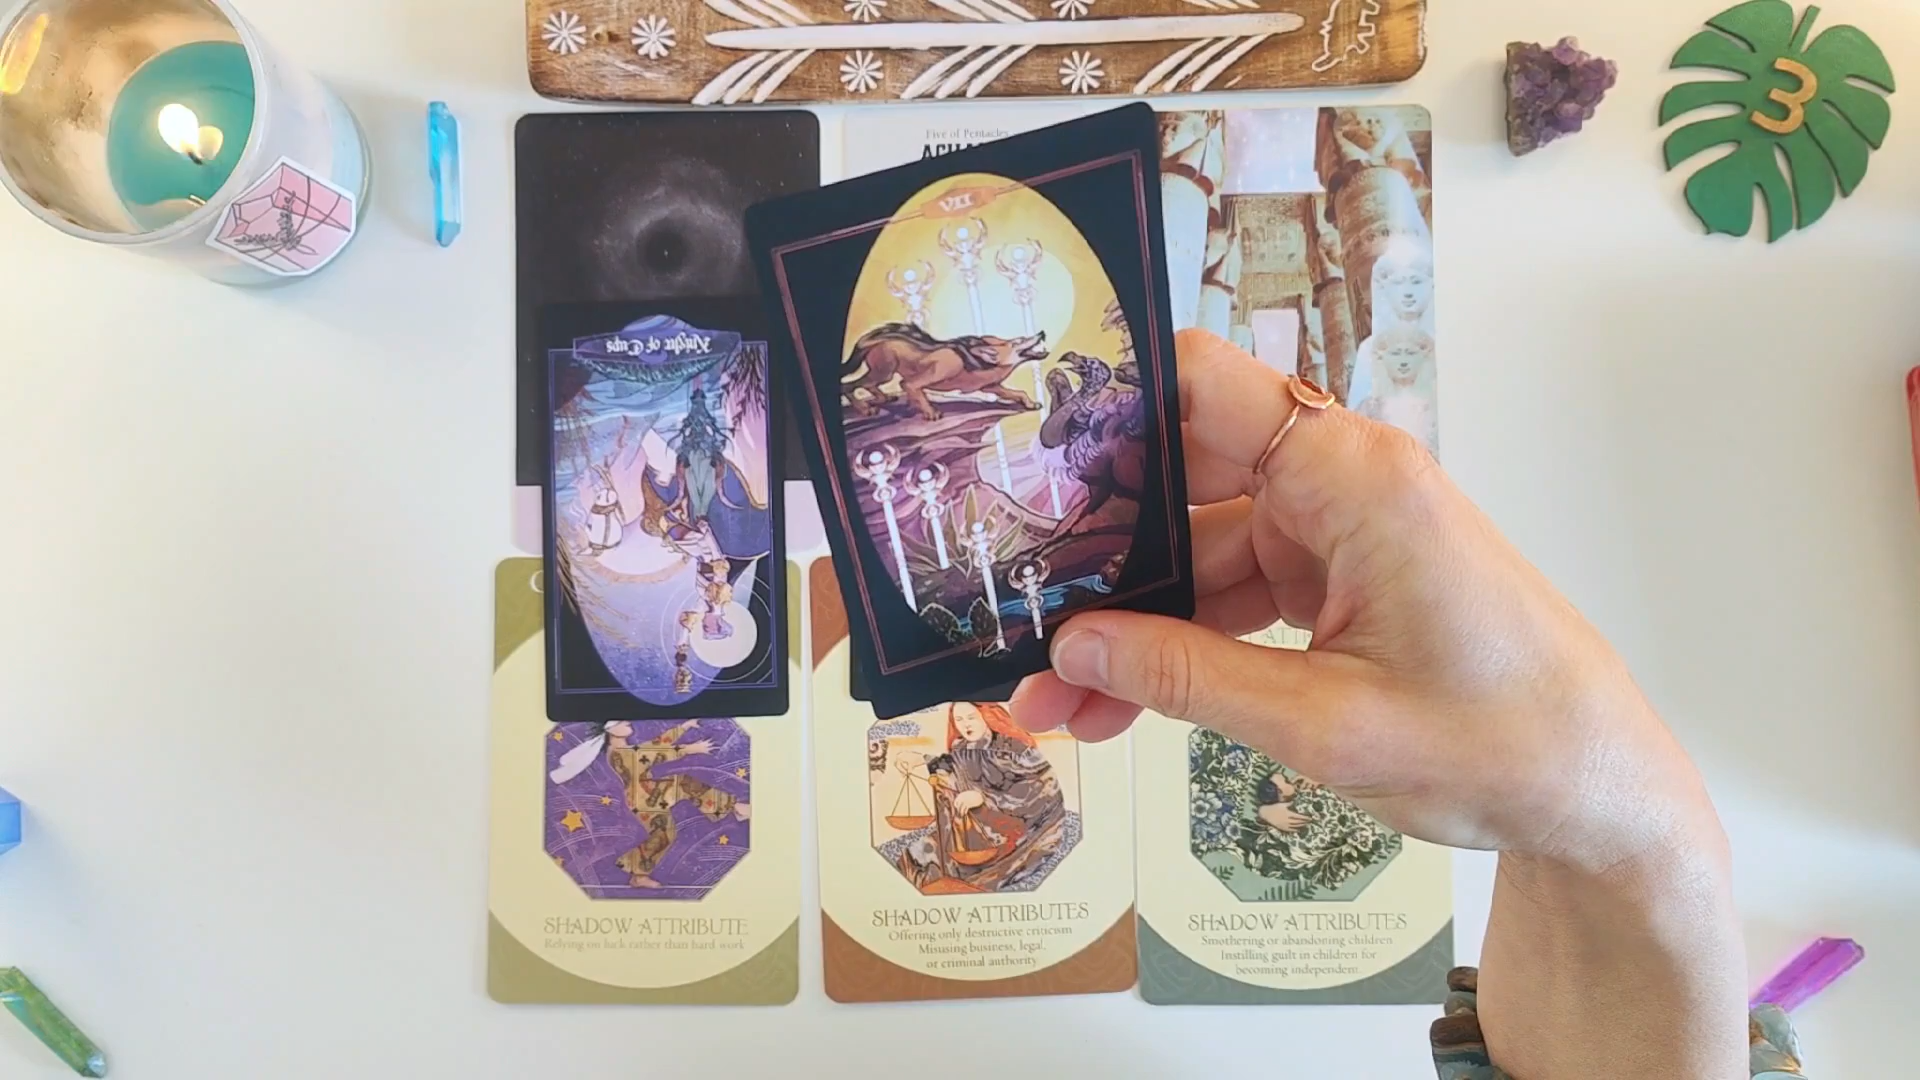 3
Five of Pentacles
VII
Knight of Cups
SHADOW ATTRIBUTE
Relying on luck rather than hard work
SHADOW ATTRIBUTES
Offering only destructive criticism
Misusing business, legal,
or criminal authority
SHADOW ATTRIBUTES
Smothering or abandoning children
Instilling guilt in children for
becoming independent.